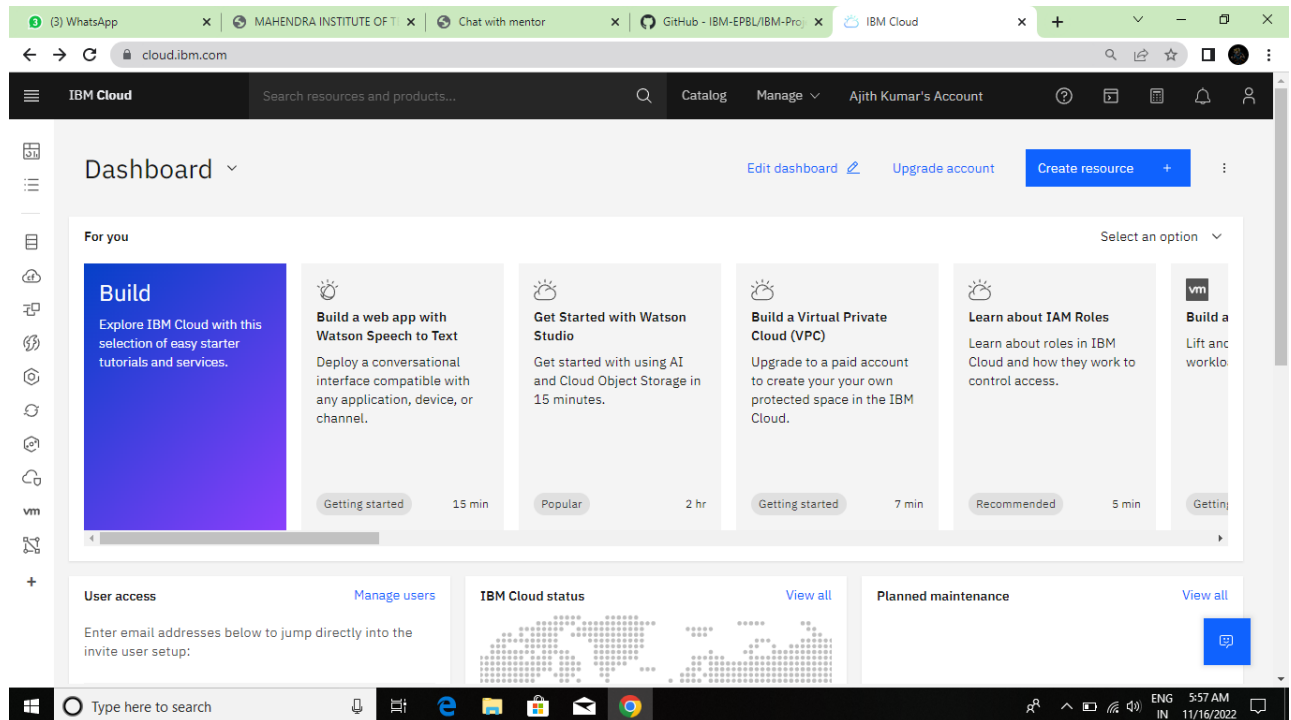 3 (3) WhatsApp
MAHENDRA INSTITUTE OF T
Chat with mentor
GitHub - IBM-EPBL/IBM-Proj
IBM Cloud
cloud.ibm.com
IBM Cloud
Search resources and products...
Catalog
Manage
Ajith Kumar's Account
Dashboard
Edit dashboard
Upgrade account
Create resource +
For you
Select an option
Build
Explore IBM Cloud with this
selection of easy starter
tutorials and services.
Build a web app with
Watson Speech to Text
Deploy a conversational
interface compatible with
any application, device, or
channel.
Getting started
15 min
Get Started with Watson
Studio
Get started with using AI
and Cloud Object Storage in
15 minutes.
Popular
2 hr
Build a Virtual Private
Cloud (VPC)
Upgrade to a paid account
to create your your own
protected space in the IBM
Cloud.
Getting started
7 min
Learn about IAM Roles
Learn about roles in IBM
Cloud and how they work to
control access.
Recommended
5 min
vm
Build a
Lift and
worklo
Getting
vm
User access
Manage users
Enter email addresses below to jump directly into the
invite user setup:
IBM Cloud status
View all
Planned maintenance
View all
Type here to search
ENG
IN
5:57 AM
11/16/2022